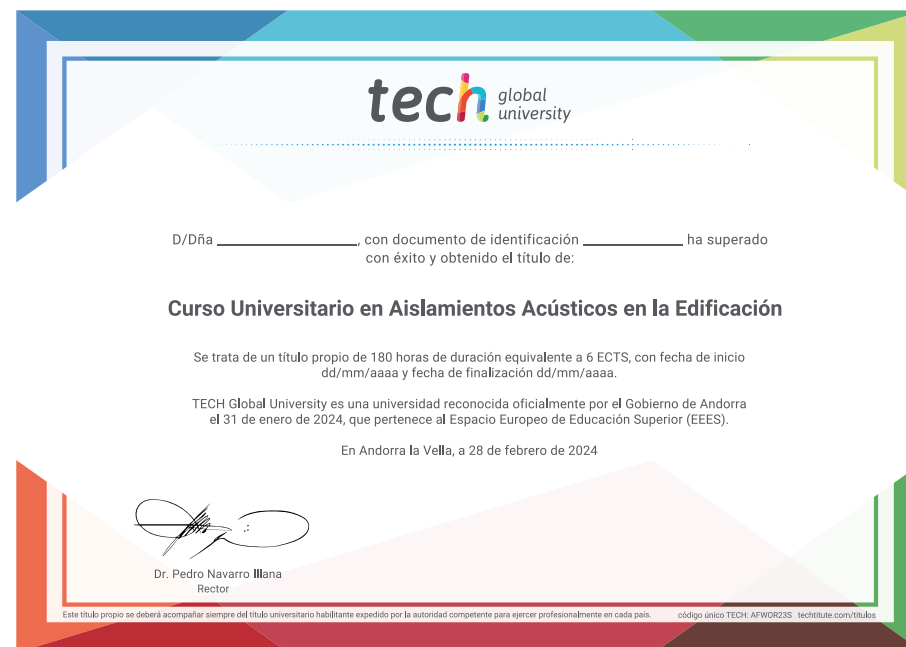 tech global university
D/Dña ____________________, con documento de identificación ______________ ha superado
con éxito y obtenido el título de:
Curso Universitario en Aislamientos Acústicos en la Edificación
Se trata de un título propio de 180 horas de duración equivalente a 6 ECTS, con fecha de inicio
dd/mm/aaaa y fecha de finalización dd/mm/aaaa.
TECH Global University es una universidad reconocida oficialmente por el Gobierno de Andorra
el 31 de enero de 2024, que pertenece al Espacio Europeo de Educación Superior (EEES).
En Andorra la Vella, a 28 de febrero de 2024
Dr. Pedro Navarro Illana
Rector
Este título propio se deberá acompañar siempre del título universitario habilitante expedido por la autoridad competente para ejercer profesionalmente en cada país. código único TECH: AFWOR23S techtitute.com/titulos